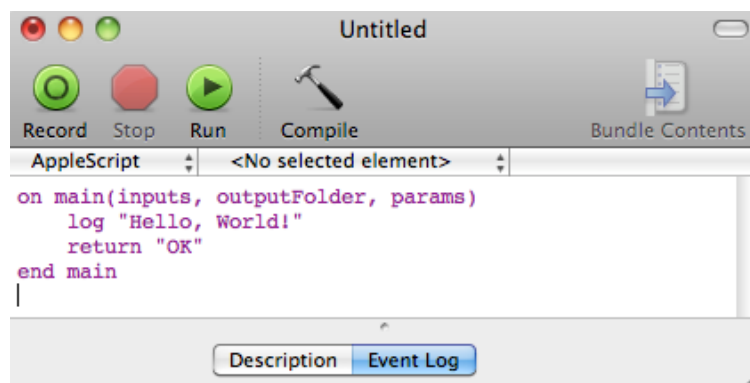 Untitled
Record Stop Run Compile Bundle Contents
AppleScript <No selected element>
on main(inputs, outputFolder, params)
    log "Hello, World!"
    return "OK"
end main
Description Event Log